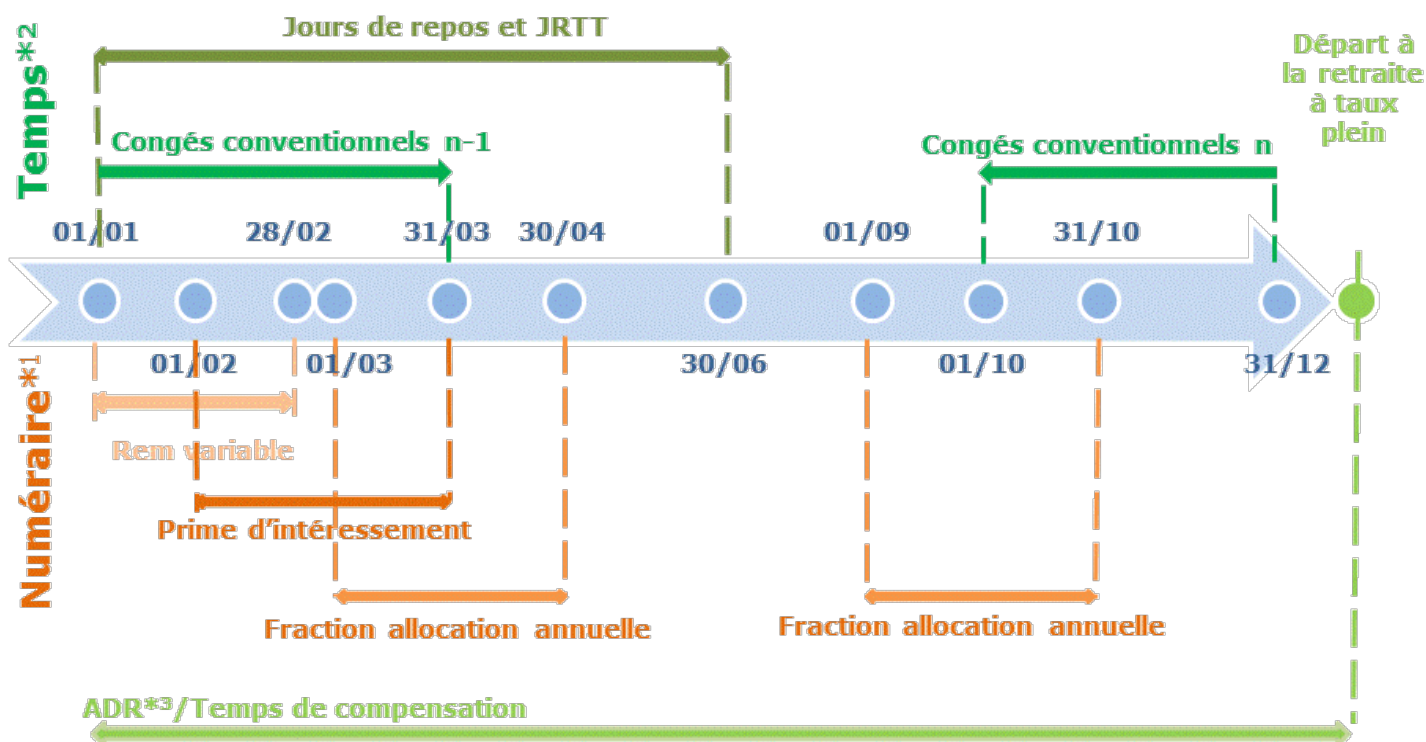 Jours de repos et JRTT
Temps*2
Départ à
la retraite
à taux
plein
Congés conventionnels n-1
Congés conventionnels n
01/01
28/02
31/03
30/04
01/09
31/10
01/02
01/03
30/06
01/10
31/12
Numéraire*1
Rem variable
Prime d’intéressement
Fraction allocation annuelle
Fraction allocation annuelle
ADR*3/Temps de compensation